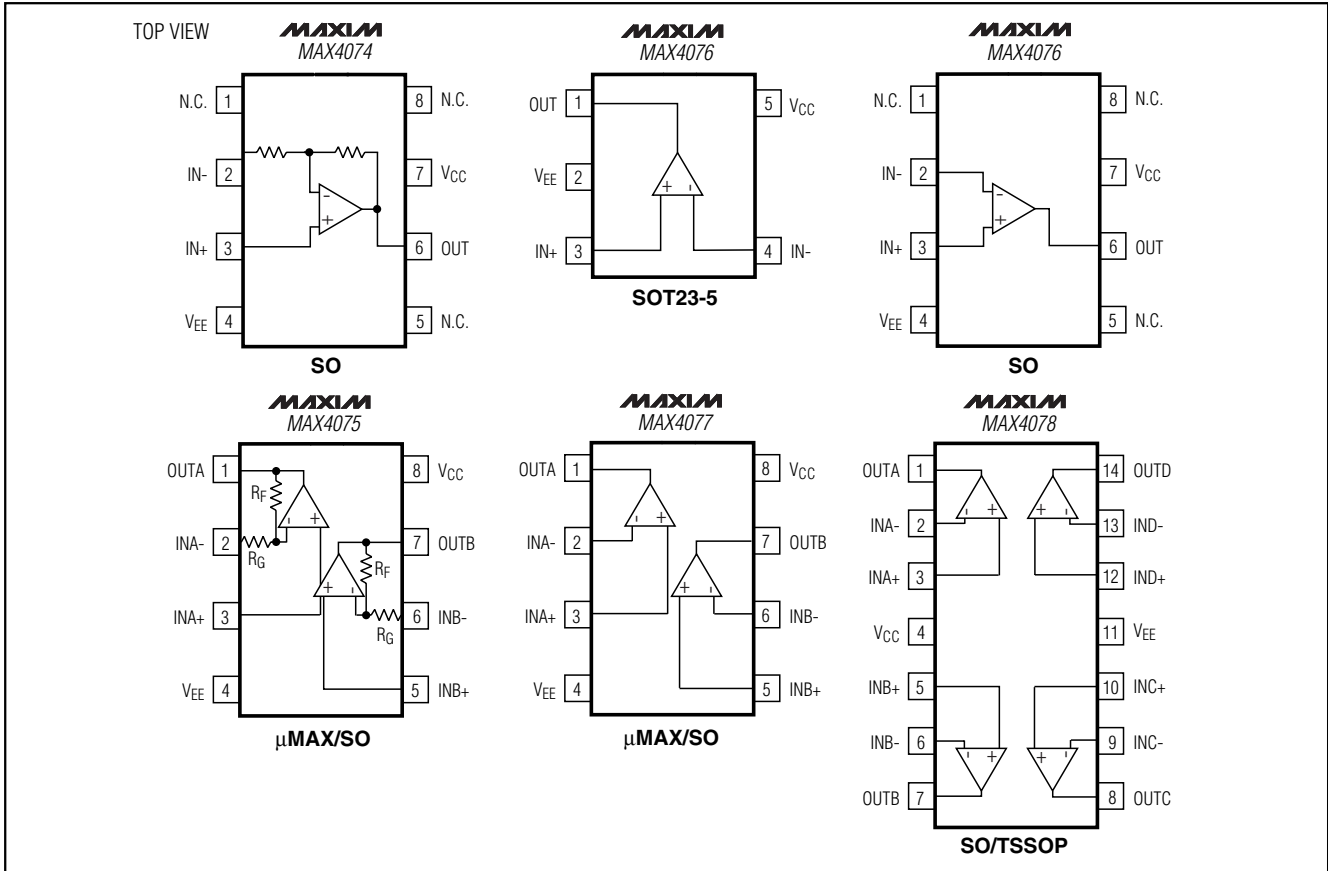 TOP VIEW
MAXIM
MAX4074
N.C. 1
8 N.C.
IN- 2
7 VCC
-
+
IN+ 3
6 OUT
VEE 4
5 N.C.
SO
MAXIM
MAX4076
OUT 1
5 VCC
VEE 2
+ -
IN+ 3
4 IN-
SOT23-5
MAXIM
MAX4076
N.C. 1
8 N.C.
IN- 2
7 VCC
-
+
IN+ 3
6 OUT
VEE 4
5 N.C.
SO
MAXIM
MAX4075
OUTA 1
8 VCC
RF
- +
INA- 2
7 OUTB
RG
RF
+ -
INA+ 3
6 INB-
RG
VEE 4
5 INB+
µMAX/SO
MAXIM
MAX4077
OUTA 1
8 VCC
- +
INA- 2
7 OUTB
+ -
INA+ 3
6 INB-
VEE 4
5 INB+
µMAX/SO
MAXIM
MAX4078
OUTA 1
14 OUTD
- +
+ -
INA- 2
13 IND-
INA+ 3
12 IND+
VCC 4
11 VEE
INB+ 5
10 INC+
INB- 6
9 INC-
- +
+ -
OUTB 7
8 OUTC
SO/TSSOP